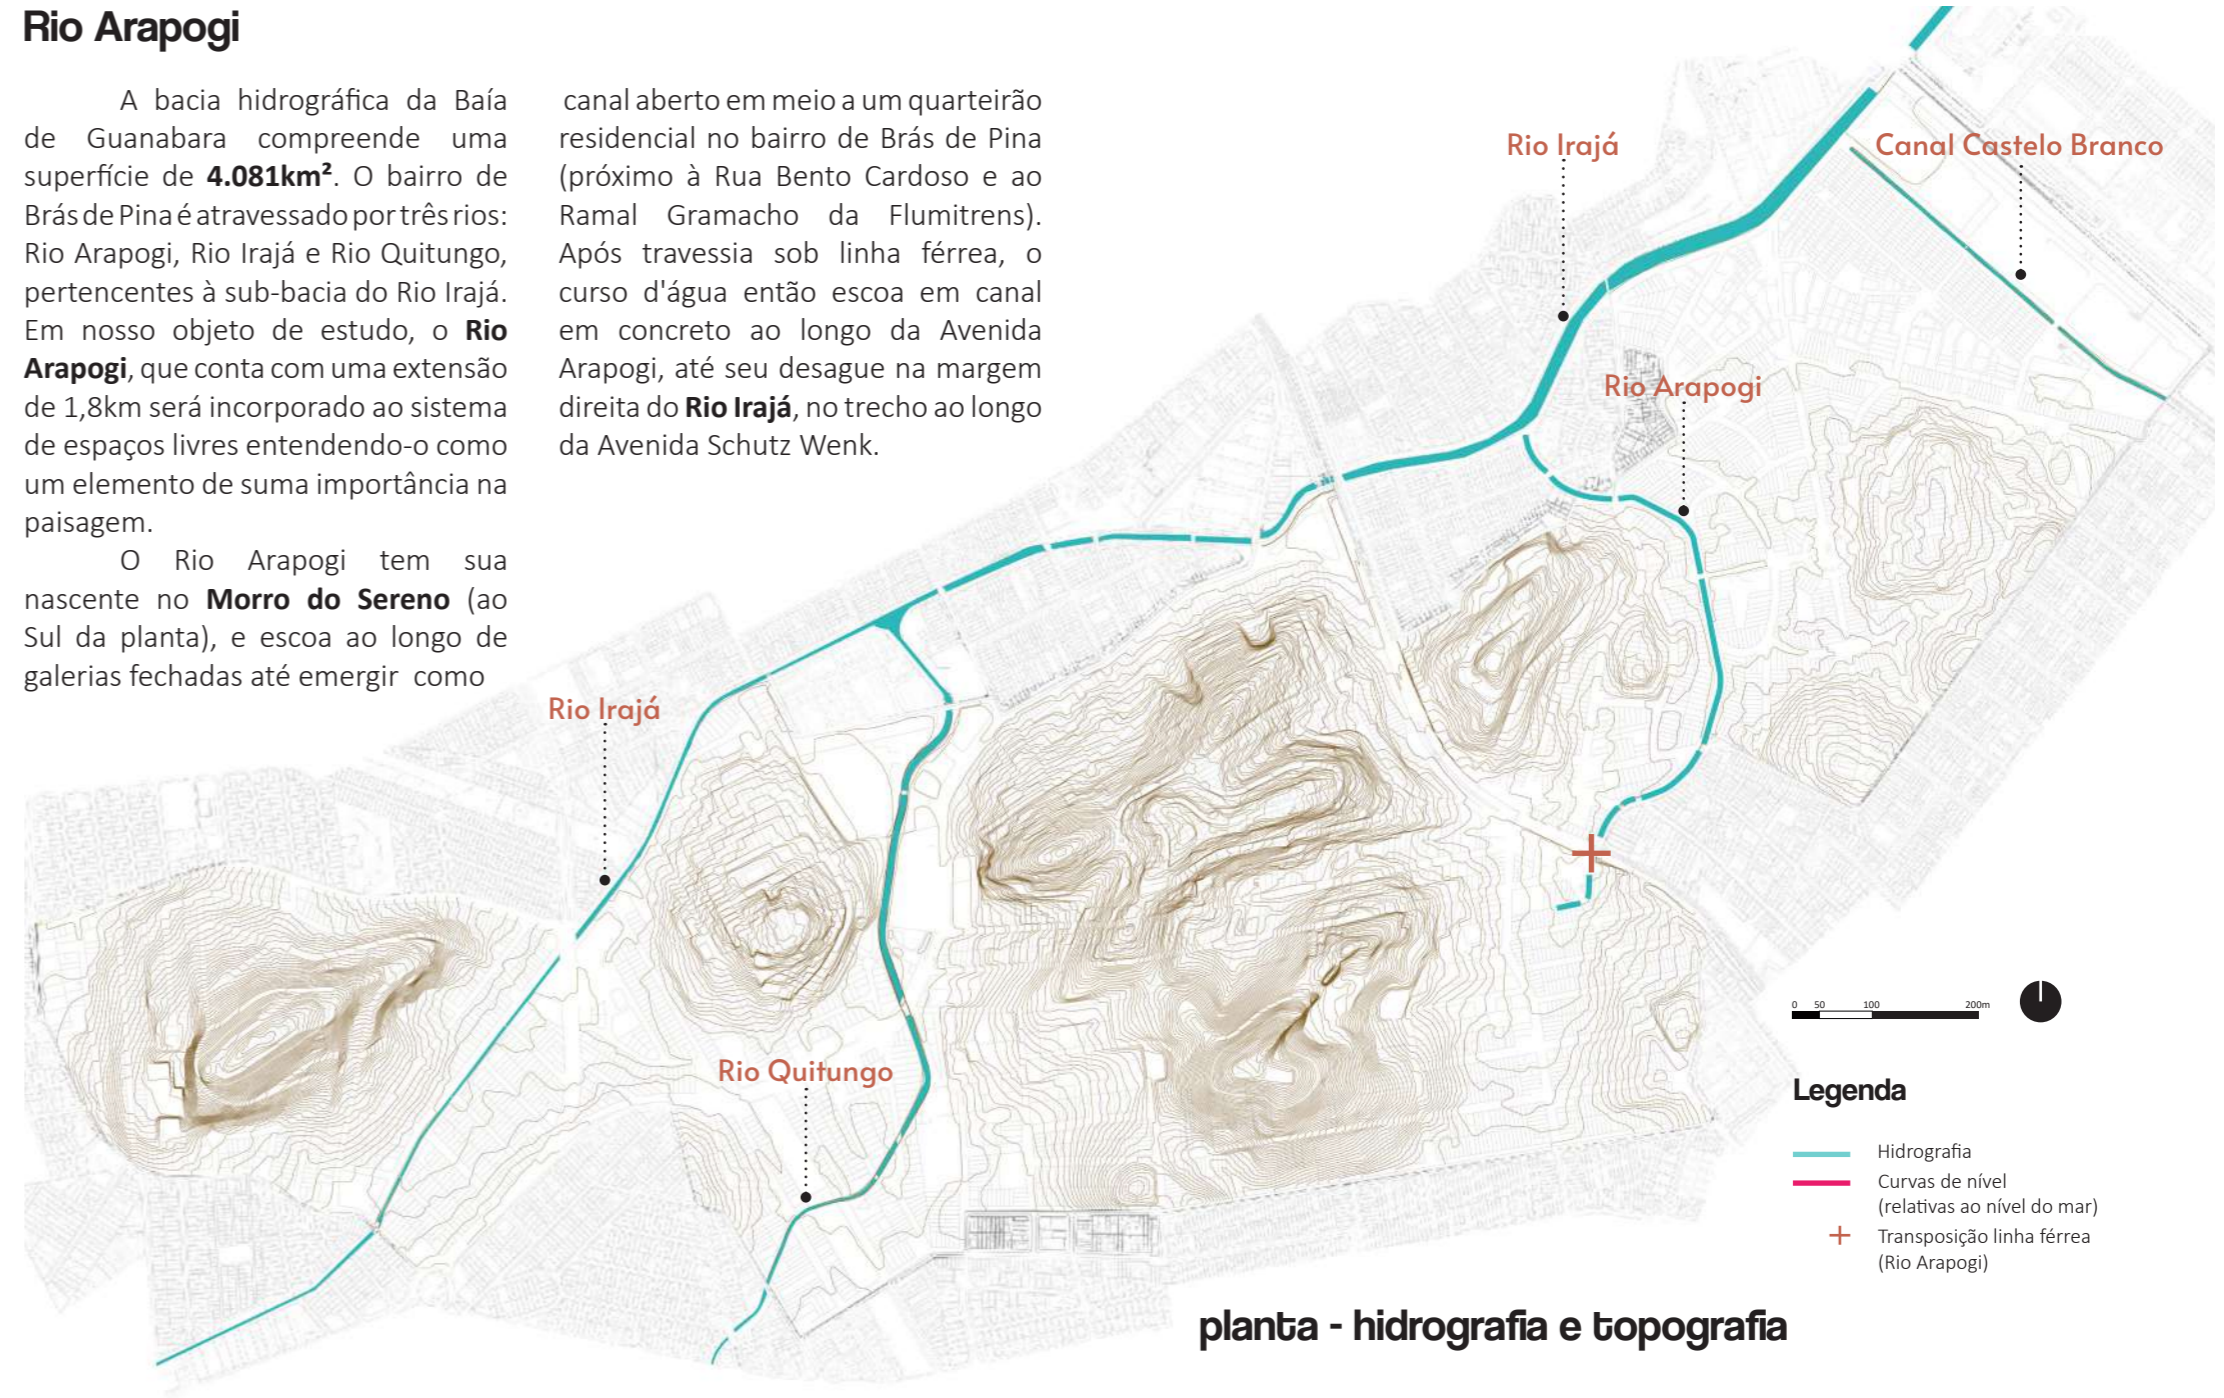 Rio Arapogi
A bacia hidrográfica da Baía
de Guanabara compreende uma
superfície de 4.081km². O bairro de
Brás de Pina é atravessado por três rios:
Rio Arapogi, Rio Irajá e Rio Quitungo,
pertencentes à sub-bacia do Rio Irajá.
Em nosso objeto de estudo, o Rio
Arapogi, que conta com uma extensão
de 1,8km será incorporado ao sistema
de espaços livres entendendo-o como
um elemento de suma importância na
paisagem.
O Rio Arapogi tem sua
nascente no Morro do Sereno (ao
Sul da planta), e escoa ao longo de
galerias fechadas até emergir como
canal aberto em meio a um quarteirão
residencial no bairro de Brás de Pina
(próximo à Rua Bento Cardoso e ao
Ramal Gramacho da Flumitrens).
Após travessia sob linha férrea, o
curso d'água então escoa em canal
em concreto ao longo da Avenida
Arapogi, até seu desague na margem
direita do Rio Irajá, no trecho ao longo
da Avenida Schutz Wenk.
Rio Irajá
Canal Castelo Branco
Rio Arapogi
Rio Irajá
Rio Quitungo
0 50 100 200m
Legenda
Hidrografia
Curvas de nível
(relativas ao nível do mar)
Transposição linha férrea
(Rio Arapogi)
planta - hidrografia e topografia